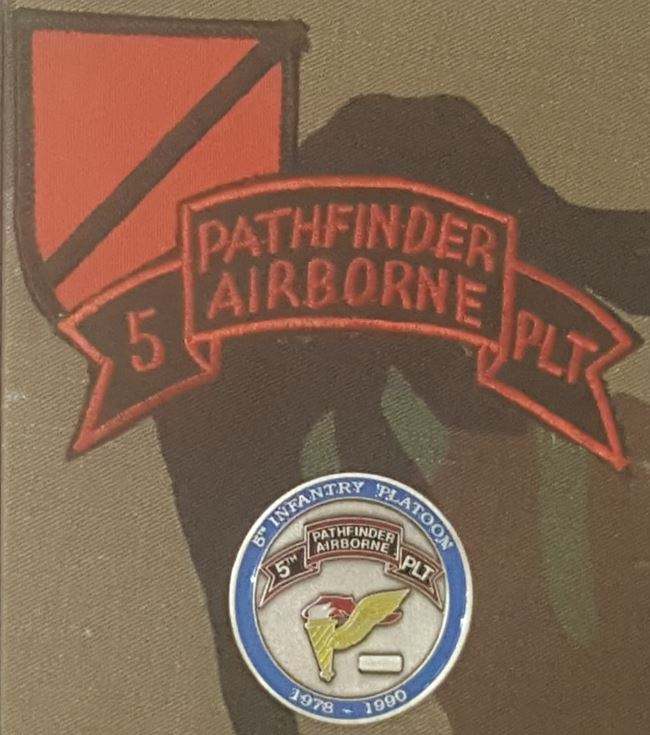 PATHFINDER
AIRBORNE
5 PLT
5TH INFANTRY PLATOON
PATHFINDER
AIRBORNE
5TH PLT
1978 - 1990